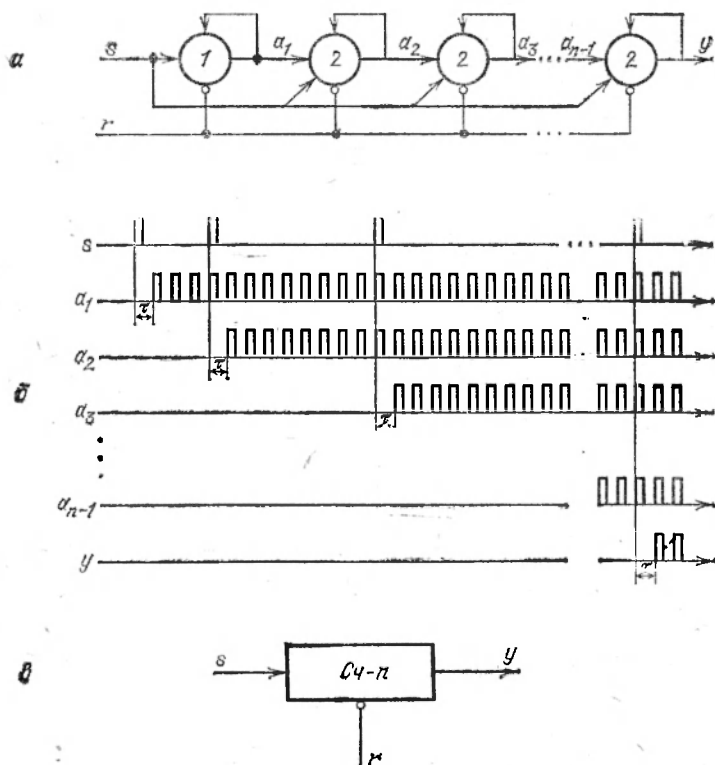 а
s 1 a₁ 2 a₂ 2 a₃ ... aₙ₋₁ 2 y
r
s ...
a₁ τ
a₂ τ
б
a₃ τ
aₙ₋₁
y τ
в
s Сч-n y
r